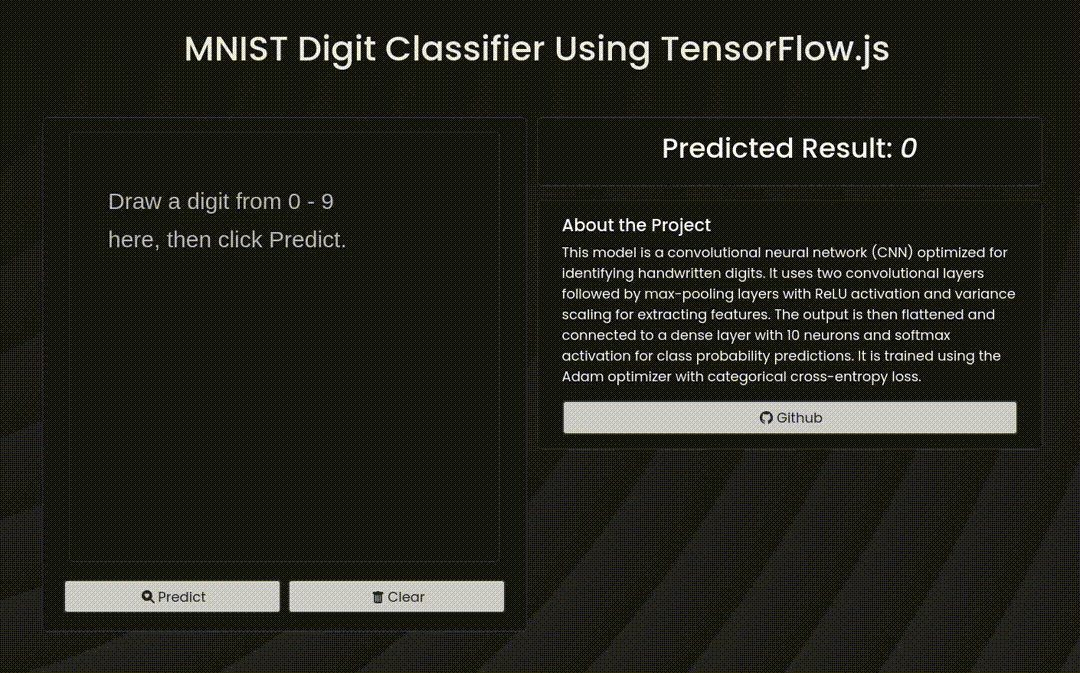 MNIST Digit Classifier Using TensorFlow.js
Draw a digit from 0 - 9
here, then click Predict.
Predict
Clear
Predicted Result: 0
About the Project
This model is a convolutional neural network (CNN) optimized for
identifying handwritten digits. It uses two convolutional layers
followed by max-pooling layers with ReLU activation and variance
scaling for extracting features. The output is then flattened and
connected to a dense layer with 10 neurons and softmax
activation for class probability predictions. It is trained using the
Adam optimizer with categorical cross-entropy loss.
Github